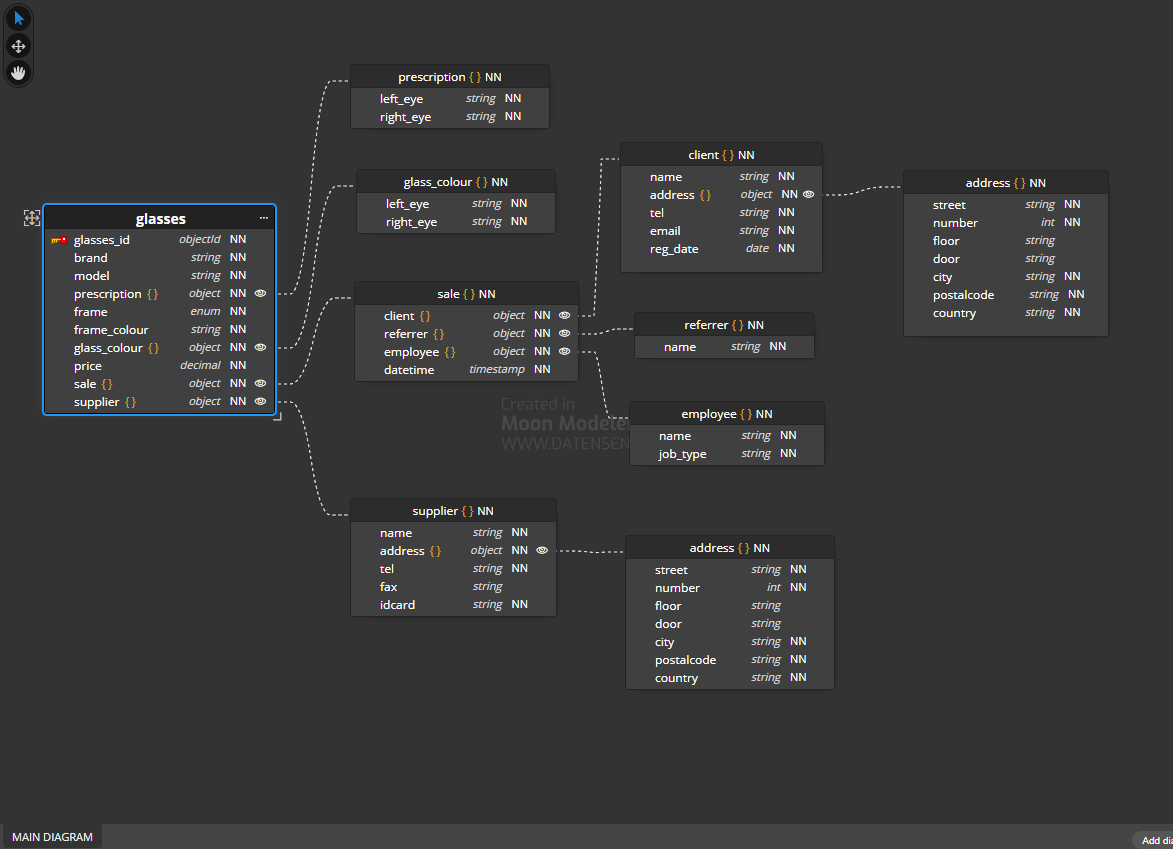 prescription { } NN
left_eye string NN
right_eye string NN
glass_colour { } NN
left_eye string NN
right_eye string NN
client { } NN
name string NN
address { } object NN
tel string NN
email string NN
reg_date date NN
address { } NN
street string NN
number int NN
floor string
door string
city string NN
postalcode string NN
country string NN
glasses ...
glasses_id objectId NN
brand string NN
model string NN
prescription { } object NN
frame enum NN
frame_colour string NN
glass_colour { } object NN
price decimal NN
sale { } object NN
supplier { } object NN
sale { } NN
client { } object NN
referrer { } object NN
employee { } object NN
datetime timestamp NN
referrer { } NN
name string NN
employee { } NN
name string NN
job_type string NN
Created in
Moon Modele
WWW.DATENSEN
supplier { } NN
name string NN
address { } object NN
tel string NN
fax string
idcard string NN
address { } NN
street string NN
number int NN
floor string
door string
city string NN
postalcode string NN
country string NN
MAIN DIAGRAM
Add dia